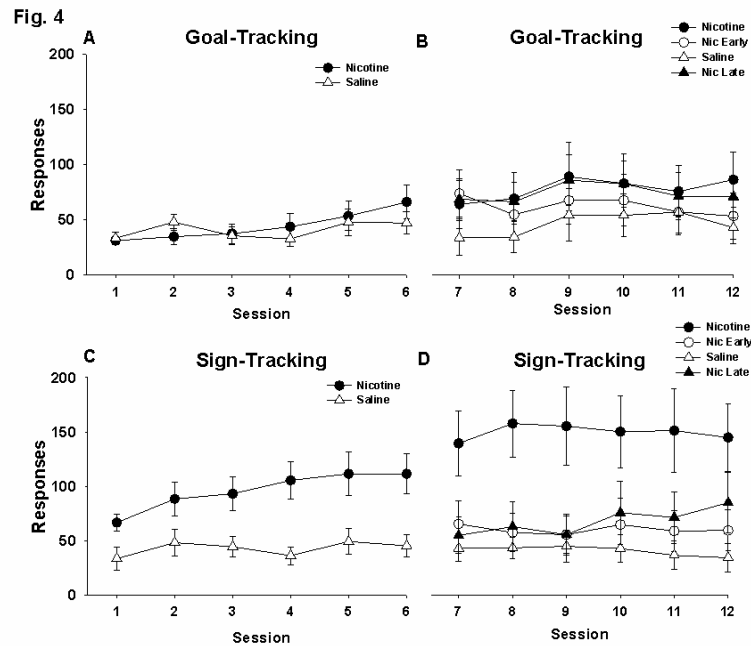 Fig. 4
A Goal-Tracking
Nicotine
Saline
200
150
100
50
0
Responses
1 2 3 4 5 6
Session
B Goal-Tracking
Nicotine
Nic Early
Saline
Nic Late
7 8 9 10 11 12
Session
C Sign-Tracking
Nicotine
Saline
200
150
100
50
0
Responses
1 2 3 4 5 6
Session
D Sign-Tracking
Nicotine
Nic Early
Saline
Nic Late
7 8 9 10 11 12
Session